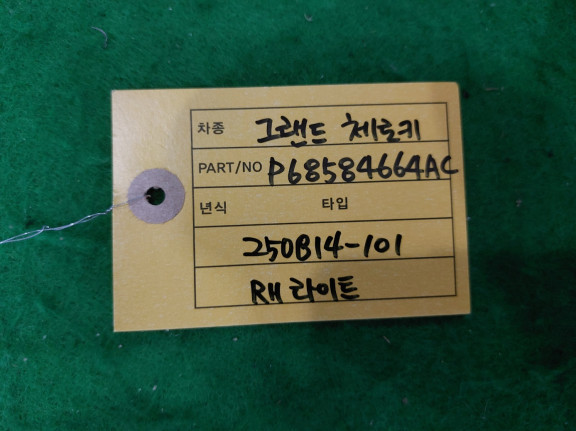 차종 그랜드 체로키
PART/NO P68584664AC
년식 타입
250B14-101
RH 라이트